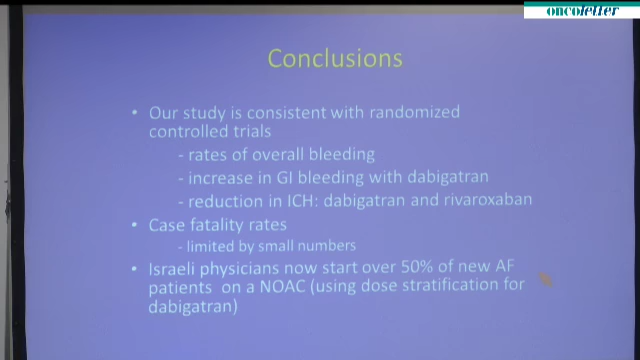 oncoletter
Conclusions
• Our study is consistent with randomized
controlled trials
- rates of overall bleeding
- increase in GI bleeding with dabigatran
- reduction in ICH: dabigatran and rivaroxaban
• Case fatality rates
- limited by small numbers
• Israeli physicians now start over 50% of new AF
patients on a NOAC (using dose stratification for
dabigatran)